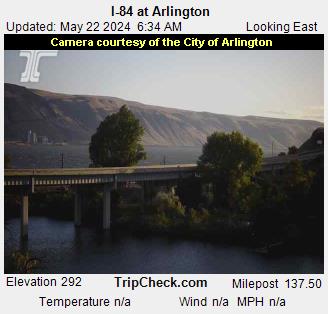 I-84 at Arlington
Updated: May 22 2024 6:34 AM Looking East
Camera courtesy of the City of Arlington
Elevation 292 TripCheck.com Milepost 137.50
Temperature n/a Wind n/a MPH n/a